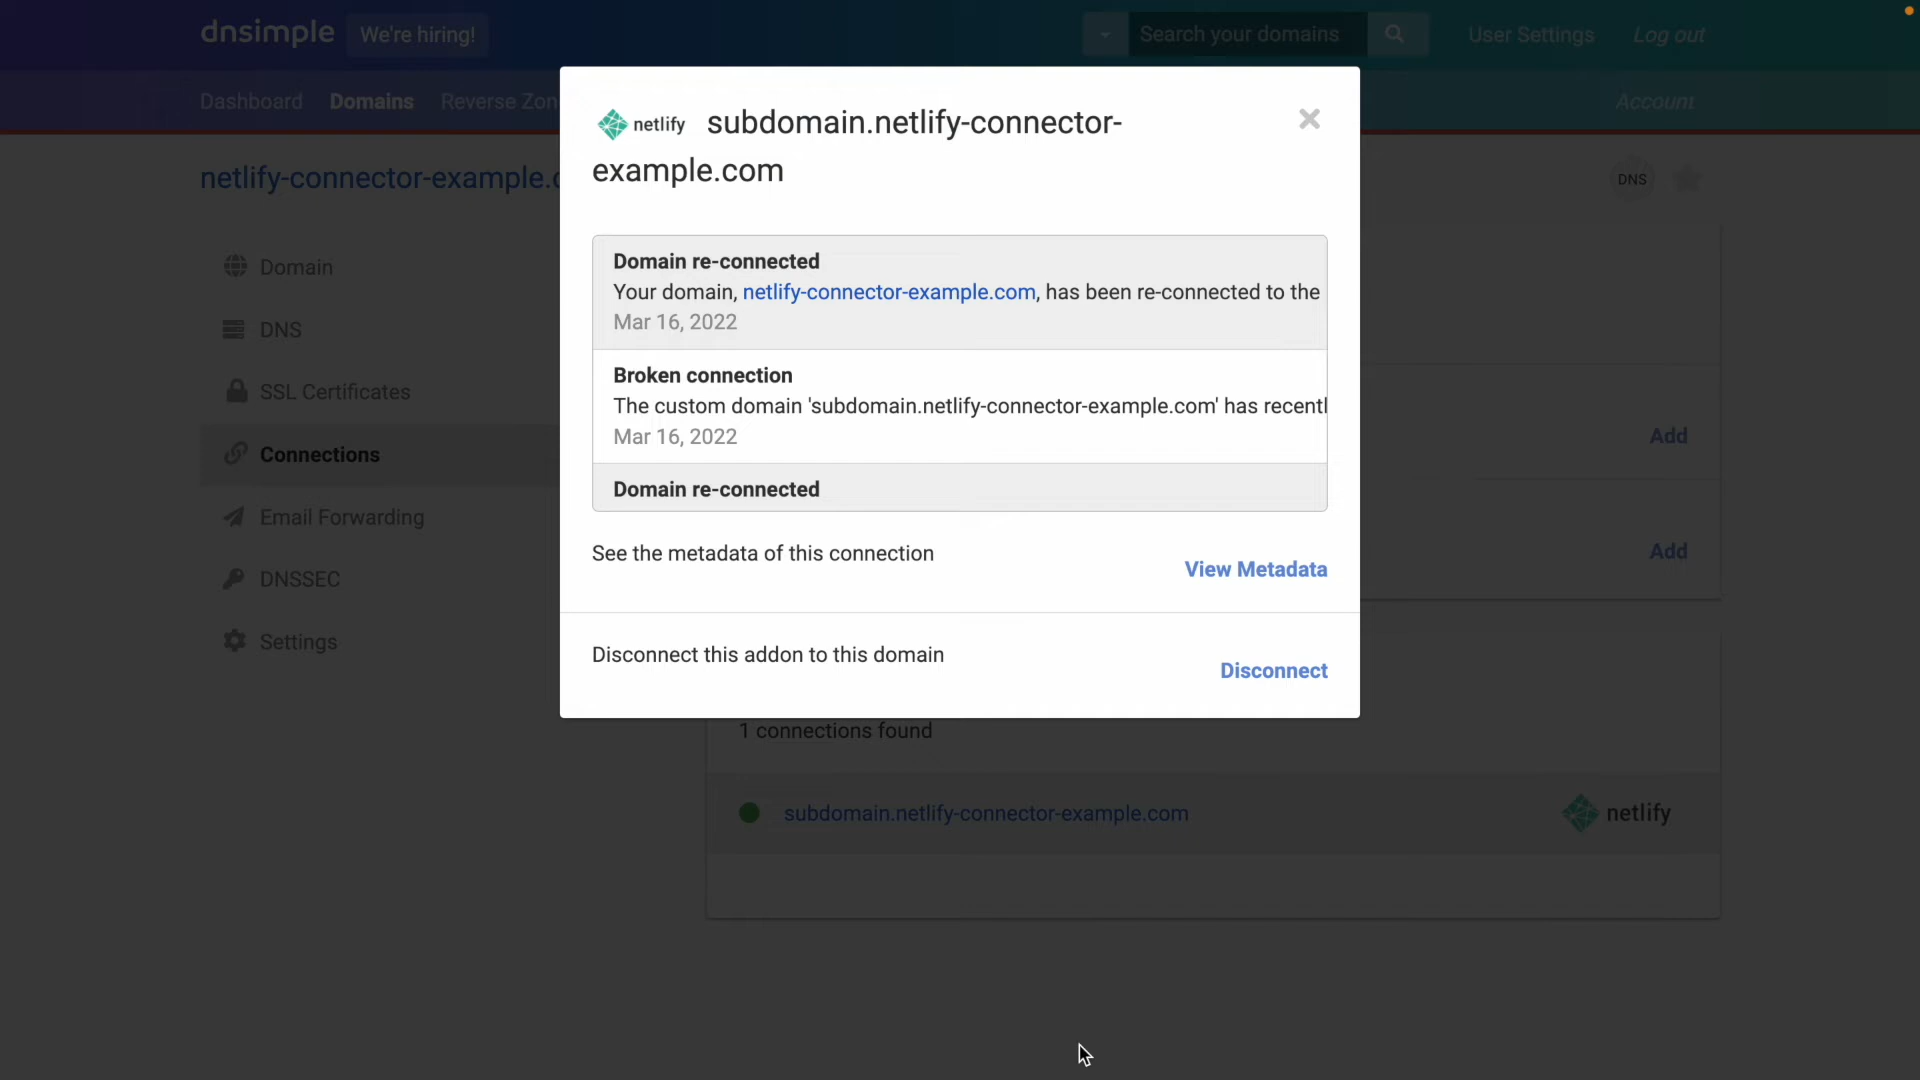 dnsimple We're hiring! Search your domains User Settings Log out
Dashboard Domains Reverse Zon Account
netlify subdomain.netlify-connector-
example.com
netlify-connector-example.c
DNS
Domain
DNS
SSL Certificates
Connections
Email Forwarding
DNSSEC
Settings
Domain re-connected
Your domain, netlify-connector-example.com, has been re-connected to the
Mar 16, 2022
Broken connection
The custom domain 'subdomain.netlify-connector-example.com' has recentl
Mar 16, 2022
Domain re-connected
See the metadata of this connection
View Metadata
Disconnect this addon to this domain
Disconnect
Add
Add
1 connections found
subdomain.netlify-connector-example.com netlify